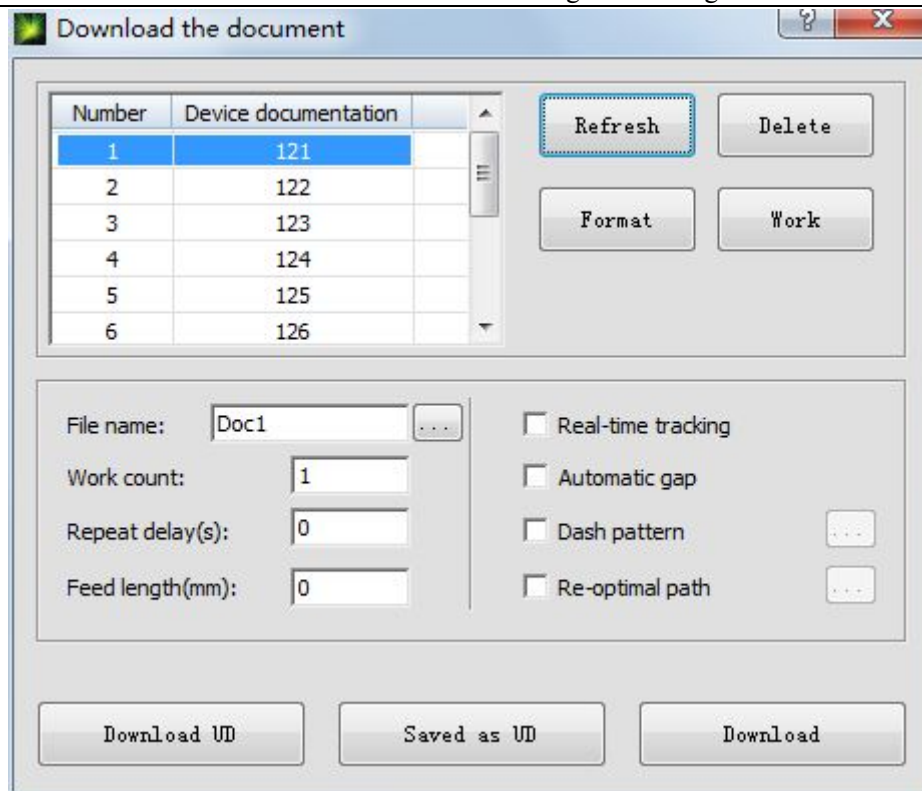 Download the document
Number Device documentation
1 121
2 122
3 123
4 124
5 125
6 126
Refresh Delete
Format Work
File name: Doc1 ...
Work count: 1
Repeat delay(s): 0
Feed length(mm): 0
Real-time tracking
Automatic gap
Dash pattern ...
Re-optimal path ...
Download UD Saved as UD Download